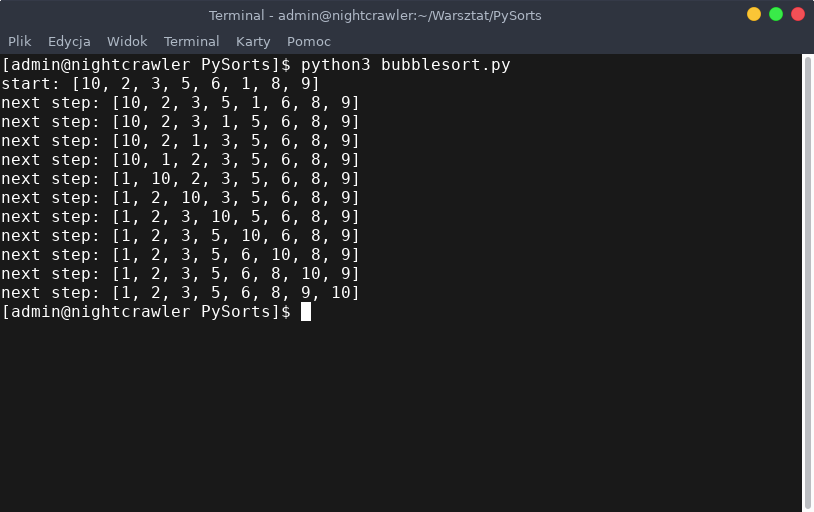 Terminal - admin@nightcrawler:~/Warsztat/PySorts
Plik Edycja Widok Terminal Karty Pomoc
[admin@nightcrawler PySorts]$ python3 bubblesort.py
start: [10, 2, 3, 5, 6, 1, 8, 9]
next step: [10, 2, 3, 5, 1, 6, 8, 9]
next step: [10, 2, 3, 1, 5, 6, 8, 9]
next step: [10, 2, 1, 3, 5, 6, 8, 9]
next step: [10, 1, 2, 3, 5, 6, 8, 9]
next step: [1, 10, 2, 3, 5, 6, 8, 9]
next step: [1, 2, 10, 3, 5, 6, 8, 9]
next step: [1, 2, 3, 10, 5, 6, 8, 9]
next step: [1, 2, 3, 5, 10, 6, 8, 9]
next step: [1, 2, 3, 5, 6, 10, 8, 9]
next step: [1, 2, 3, 5, 6, 8, 10, 9]
next step: [1, 2, 3, 5, 6, 8, 9, 10]
[admin@nightcrawler PySorts]$